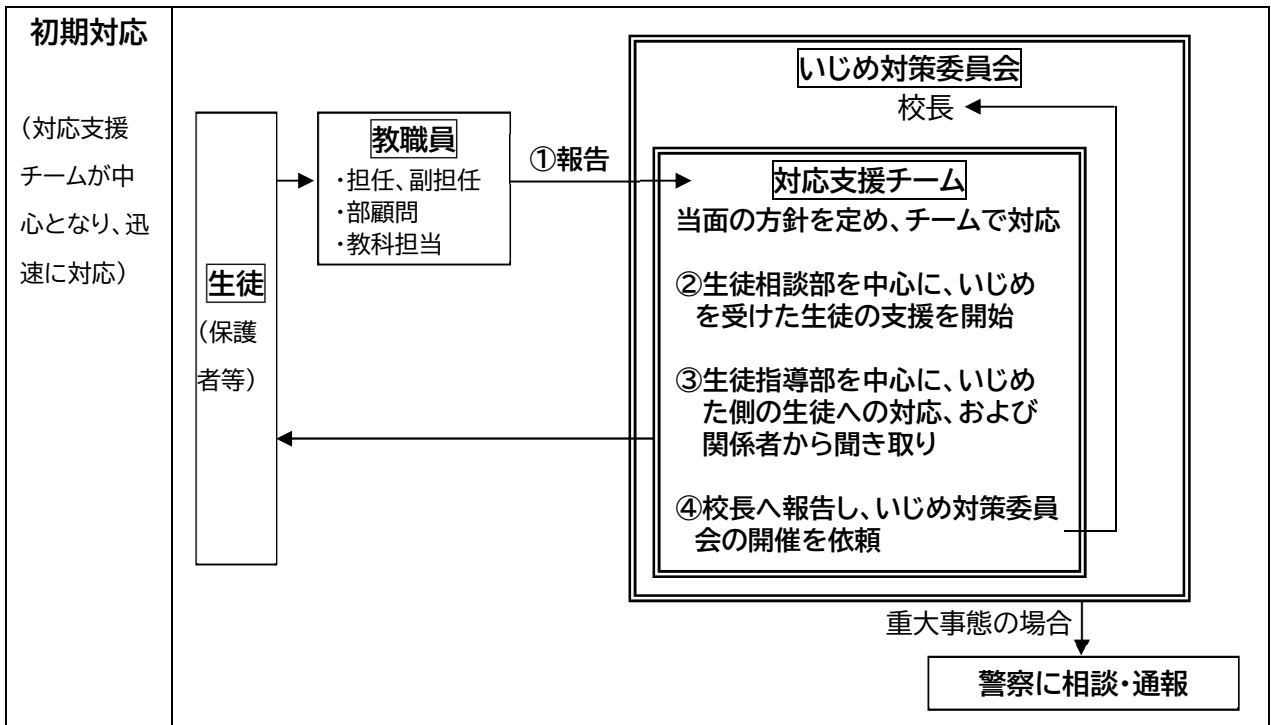 初期対応
(対応支援
チームが中
心となり、迅
速に対応)
生徒
(保護
者等)
教職員
・担任、副担任
・部顧問
・教科担当
①報告
いじめ対策委員会
校長
対応支援チーム
当面の方針を定め、チームで対応
②生徒相談部を中心に、いじめ
を受けた生徒の支援を開始
③生徒指導部を中心に、いじめ
た側の生徒への対応、および
関係者から聞き取り
④校長へ報告し、いじめ対策委員
会の開催を依頼
重大事態の場合
警察に相談・通報